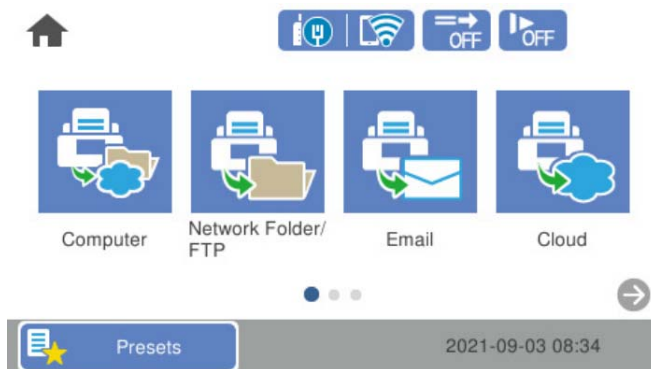 OFF
OFF
Computer
Network Folder/
FTP
Email
Cloud
Presets
2021-09-03 08:34